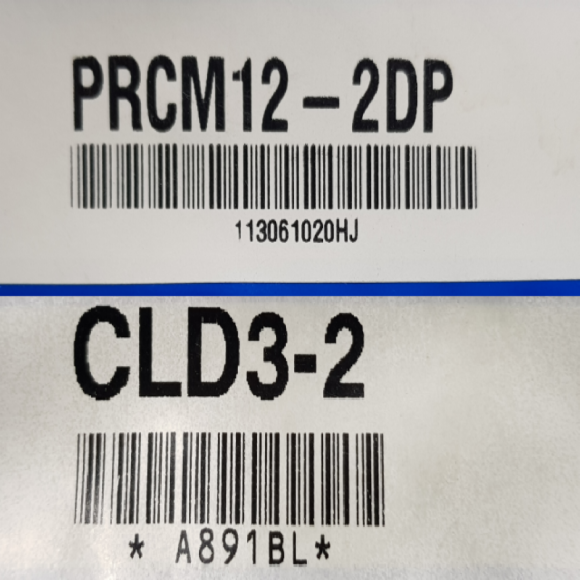 PRCM12-2DP
113061020HJ
CLD3-2
* A891BL*